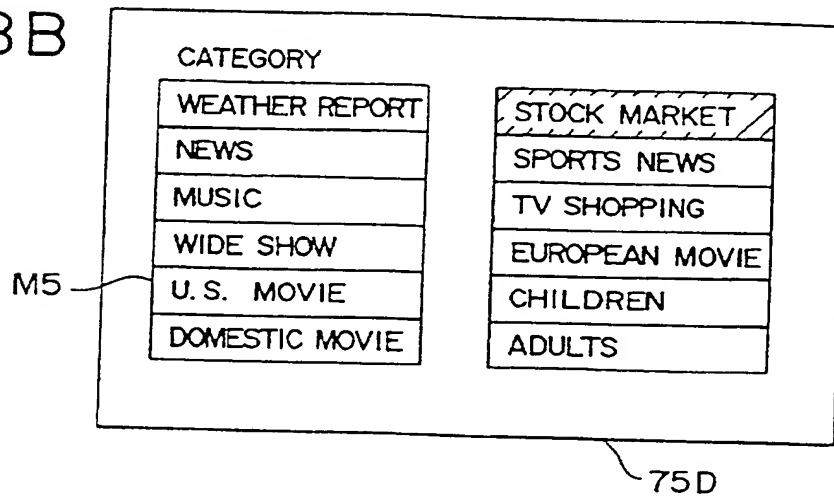 8B
CATEGORY
WEATHER REPORT
NEWS
MUSIC
WIDE SHOW
U.S. MOVIE
DOMESTIC MOVIE
STOCK MARKET
SPORTS NEWS
TV SHOPPING
EUROPEAN MOVIE
CHILDREN
ADULTS
M5
75D